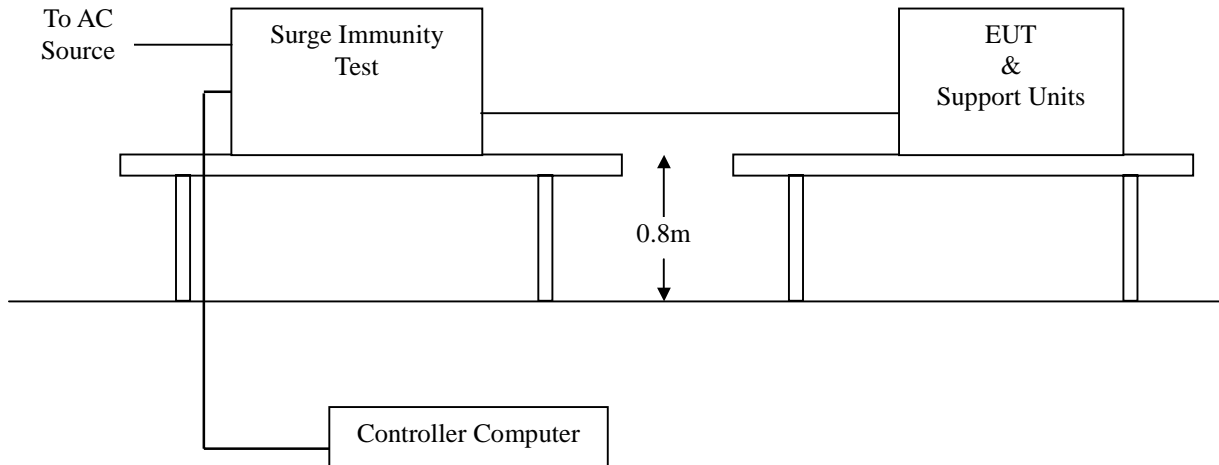 To AC
Source
Surge Immunity
Test
EUT
&
Support Units
0.8m
Controller Computer